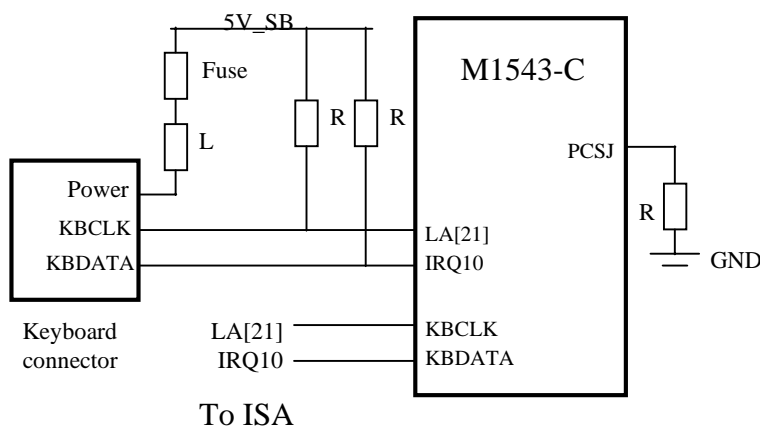 5V_SB
Fuse
L
R
R
M1543-C
PCSJ
R
GND
Power
KBCLK
KBDATA
LA[21]
IRQ10
Keyboard
connector
LA[21]
IRQ10
KBCLK
KBDATA
To ISA